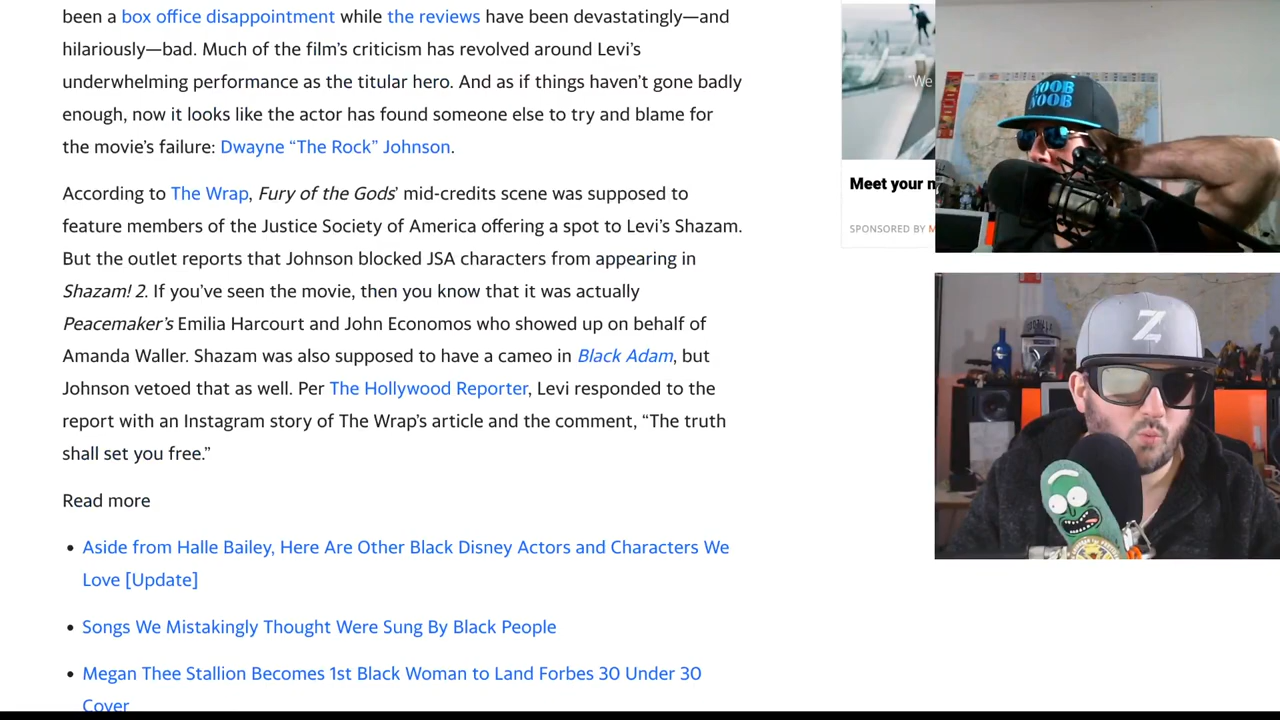 been a box office disappointment while the reviews have been devastatingly—and
hilariously—bad. Much of the film’s criticism has revolved around Levi’s
underwhelming performance as the titular hero. And as if things haven’t gone badly
enough, now it looks like the actor has found someone else to try and blame for
the movie’s failure: Dwayne “The Rock” Johnson.
According to The Wrap, Fury of the Gods’ mid-credits scene was supposed to
feature members of the Justice Society of America offering a spot to Levi’s Shazam.
But the outlet reports that Johnson blocked JSA characters from appearing in
Shazam! 2. If you’ve seen the movie, then you know that it was actually
Peacemaker’s Emilia Harcourt and John Economos who showed up on behalf of
Amanda Waller. Shazam was also supposed to have a cameo in Black Adam, but
Johnson vetoed that as well. Per The Hollywood Reporter, Levi responded to the
report with an Instagram story of The Wrap’s article and the comment, “The truth
shall set you free.”
Read more
• Aside from Halle Bailey, Here Are Other Black Disney Actors and Characters We
Love [Update]
• Songs We Mistakingly Thought Were Sung By Black People
• Megan Thee Stallion Becomes 1st Black Woman to Land Forbes 30 Under 30
Cover
"We
Meet your
SPONSORED BY
NOOB
NOOB
Z